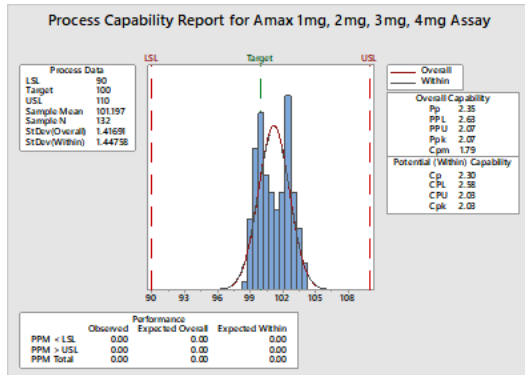 Process Capability Report for Amax 1mg, 2mg, 3mg, 4mg Assay
LSL Target USL
Process Data
LSL 90
Target 100
USL 110
Sample Mean 101.197
Sample N 132
StDev(Overall) 1.41691
StDev(Within) 1.44758
Overall
Within
Overall Capability
Pp 2.35
PPL 2.63
PPU 2.07
Ppk 2.07
Cpm 1.79
Potential (Within) Capability
Cp 2.30
CPL 2.58
CPU 2.03
Cpk 2.03
90 93 96 99 102 105 108
Performance
Observed Expected Overall Expected Within
PPM < LSL 0.00 0.00 0.00
PPM > USL 0.00 0.00 0.00
PPM Total 0.00 0.00 0.00